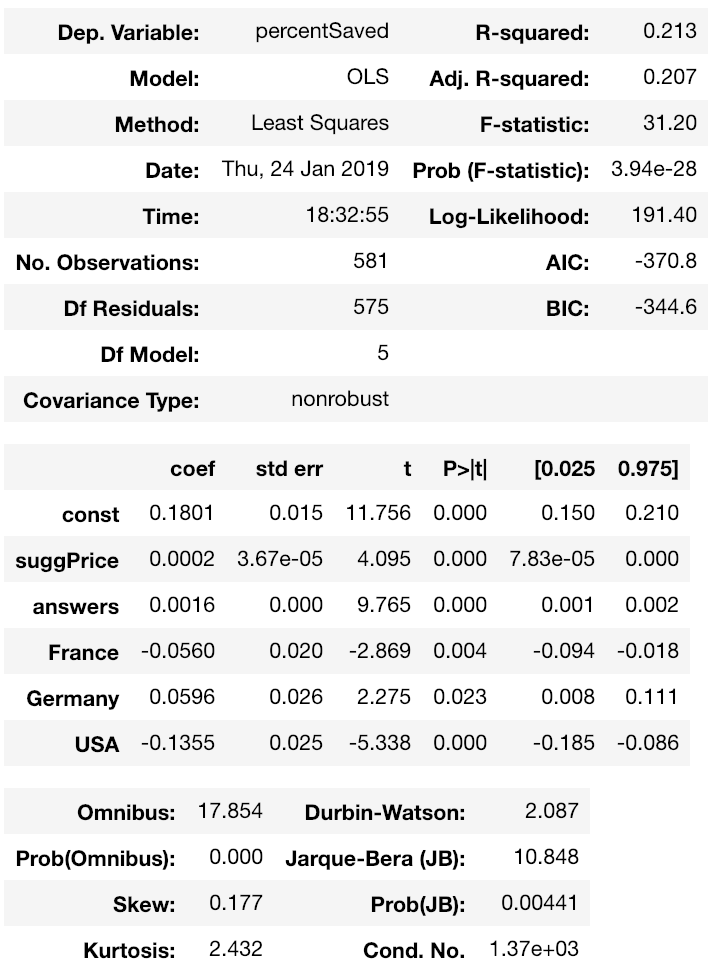 Dep. Variable: percentSaved R-squared: 0.213
Model: OLS Adj. R-squared: 0.207
Method: Least Squares F-statistic: 31.20
Date: Thu, 24 Jan 2019 Prob (F-statistic): 3.94e-28
Time: 18:32:55 Log-Likelihood: 191.40
No. Observations: 581 AIC: -370.8
Df Residuals: 575 BIC: -344.6
Df Model: 5
Covariance Type: nonrobust
coef std err t P>|t| [0.025 0.975]
const 0.1801 0.015 11.756 0.000 0.150 0.210
suggPrice 0.0002 3.67e-05 4.095 0.000 7.83e-05 0.000
answers 0.0016 0.000 9.765 0.000 0.001 0.002
France -0.0560 0.020 -2.869 0.004 -0.094 -0.018
Germany 0.0596 0.026 2.275 0.023 0.008 0.111
USA -0.1355 0.025 -5.338 0.000 -0.185 -0.086
Omnibus: 17.854 Durbin-Watson: 2.087
Prob(Omnibus): 0.000 Jarque-Bera (JB): 10.848
Skew: 0.177 Prob(JB): 0.00441
Kurtosis: 2.432 Cond. No. 1.37e+03